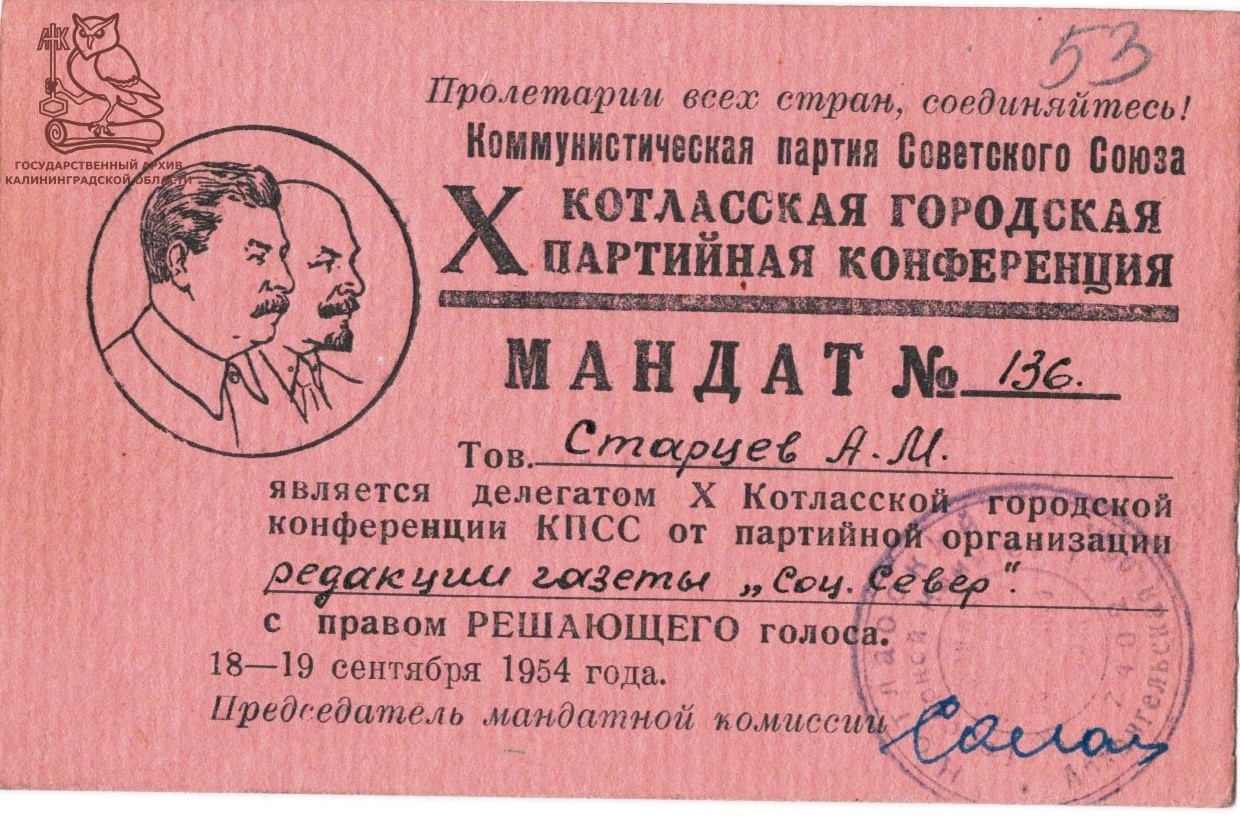 53
АК
ГОСУДАРСТВЕННЫЙ АРХИВ
КАЛИНИНГРАДСКОЙ ОБЛАСТИ
Пролетарии всех стран, соединяйтесь!
Коммунистическая партия Советского Союза
X КОТЛАССКАЯ ГОРОДСКАЯ
ПАРТИЙНАЯ КОНФЕРЕНЦИЯ
МАНДАТ № 136.
Тов. Старцев А. М.
является делегатом X Котласской городской
конференции КПСС от партийной организации
редакции газеты „Соц. Север".
с правом РЕШАЮЩЕГО голоса.
18—19 сентября 1954 года.
Председатель мандатной комиссии